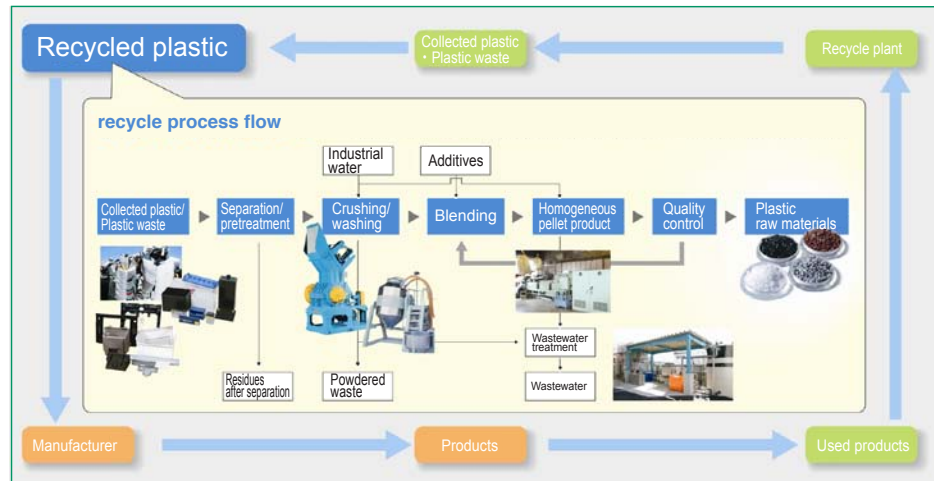 Recycled plastic
Collected plastic
・Plastic waste
Recycle plant
recycle process flow
Industrial
water
Additives
Collected plastic/
Plastic waste
Separation/
pretreatment
Crushing/
washing
Blending
Homogeneous
pellet product
Quality
control
Plastic
raw materials
Wastewater
treatment
Residues
after separation
Powdered
waste
Wastewater
Manufacturer
Products
Used products